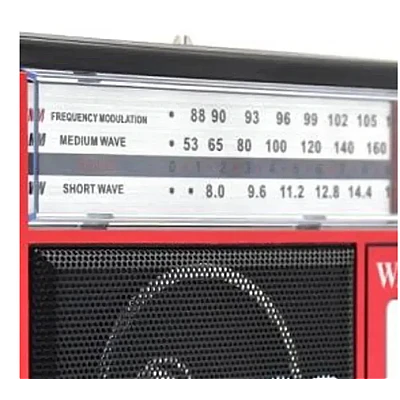 FREQUENCY MODULATION • 88 90 93 96 99 102 105
MEDIUM WAVE • 53 65 80 100 120 140 160
SHORT WAVE • • 8.0 9.6 11.2 12.8 14.4
W